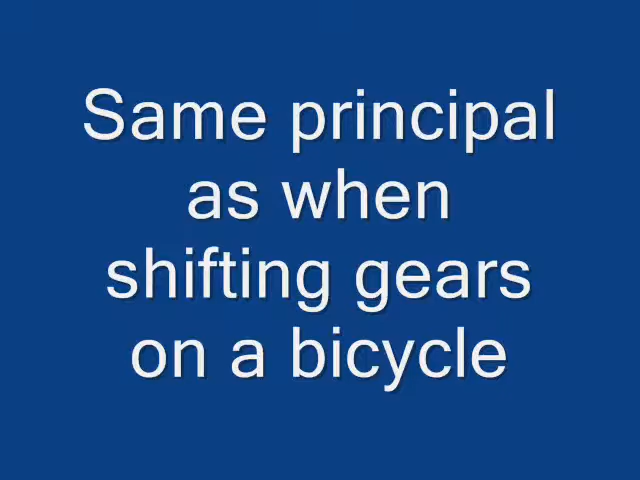 Same principal
as when
shifting gears
on a bicycle